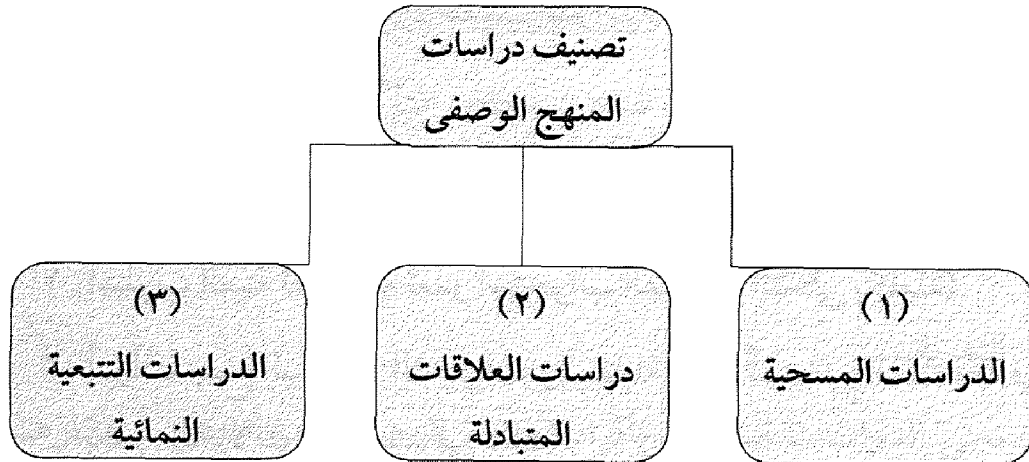 تصنيف دراسات
المنهج الوصفى
(١)
الدراسات المسحية
(٢)
دراسات العلاقات
المتبادلة
(٣)
الدراسات التتبعية
النمائية